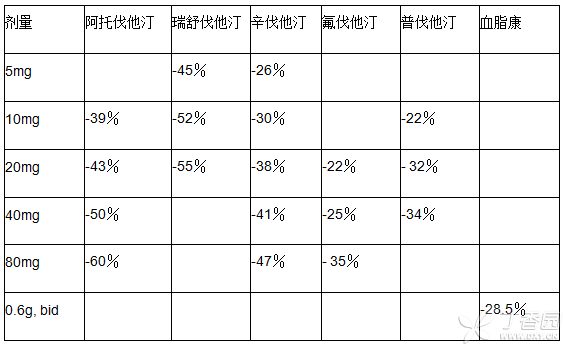 剂量 阿托伐他汀 瑞舒伐他汀 辛伐他汀 氟伐他汀 普伐他汀 血脂康
5mg -45% -26%
10mg -39% -52% -30% -22%
20mg -43% -55% -38% -22% - 32%
40mg -50% -41% -25% -34%
80mg -60% -47% - 35%
0.6g, bid -28.5%
丁香园
WWW.DXY.CN